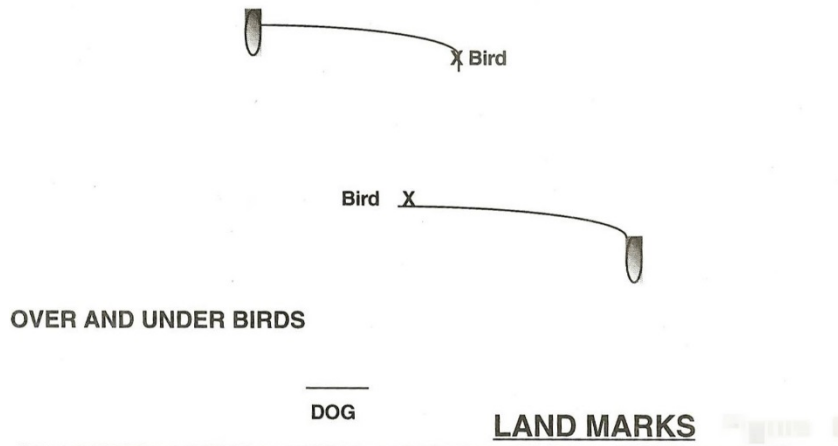 X Bird
Bird X
OVER AND UNDER BIRDS
DOG
LAND MARKS